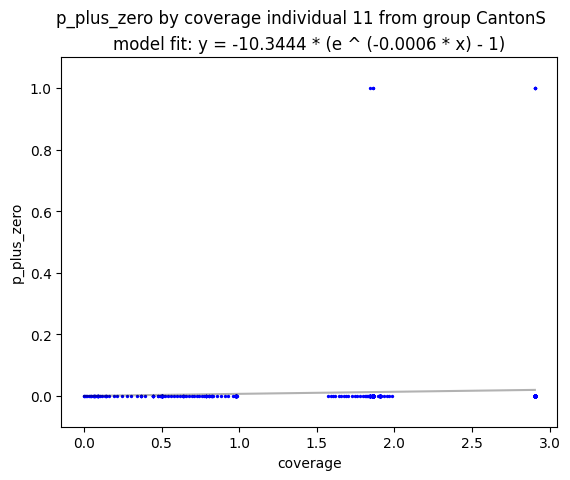 p_plus_zero by coverage individual 11 from group CantonS
model fit: y = -10.3444 * (e ^ (-0.0006 * x) - 1)
1.0
0.8
0.6
0.4
0.2
0.0
p_plus_zero
0.0 0.5 1.0 1.5 2.0 2.5 3.0
coverage